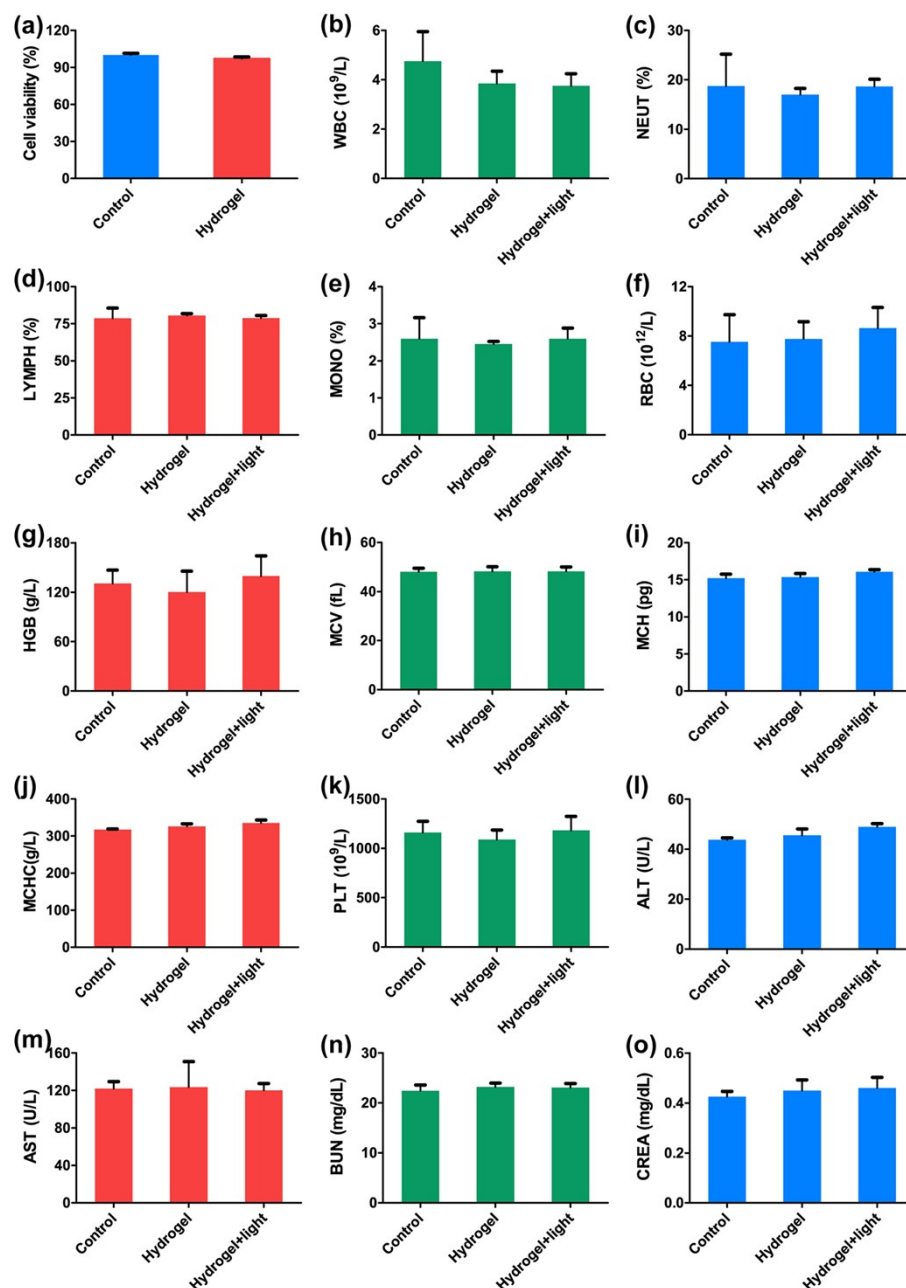 (a)
Cell viability (%)
120
90
60
30
0
Control
Hydrogel
(b)
WBC (10⁹/L)
6
4
2
0
Control
Hydrogel
Hydrogel+light
(c)
NEUT (%)
30
20
10
0
Control
Hydrogel
Hydrogel+light
(d)
LYMPH (%)
100
75
50
25
0
Control
Hydrogel
Hydrogel+light
(e)
MONO (%)
4
3
2
1
0
Control
Hydrogel
Hydrogel+light
(f)
RBC (10¹²/L)
12
8
4
0
Control
Hydrogel
Hydrogel+light
(g)
HGB (g/L)
180
120
60
0
Control
Hydrogel
Hydrogel+light
(h)
MCV (fL)
60
40
20
0
Control
Hydrogel
Hydrogel+light
(i)
MCH (pg)
20
15
10
5
0
Control
Hydrogel
Hydrogel+light
(j)
MCHC(g/L)
400
300
200
100
0
Control
Hydrogel
Hydrogel+light
(k)
PLT (10⁹/L)
1500
1000
500
0
Control
Hydrogel
Hydrogel+light
(l)
ALT (U/L)
60
40
20
0
Control
Hydrogel
Hydrogel+light
(m)
AST (U/L)
160
120
80
40
0
Control
Hydrogel
Hydrogel+light
(n)
BUN (mg/dL)
30
20
10
0
Control
Hydrogel
Hydrogel+light
(o)
CREA (mg/dL)
0.6
0.4
0.2
0.0
Control
Hydrogel
Hydrogel+light